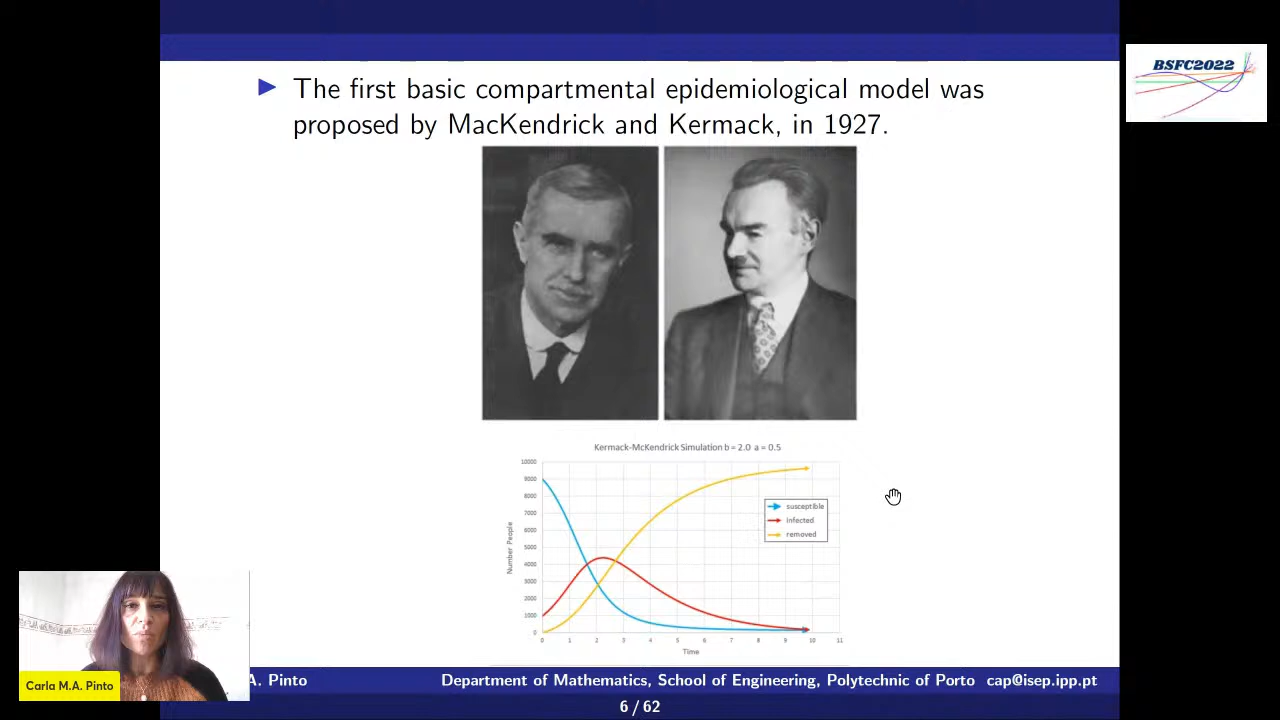 BSFC2022
The first basic compartmental epidemiological model was
proposed by MacKendrick and Kermack, in 1927.
Kermack-McKendrick Simulation b = 2.0 a = 0.5
10000
9000
8000
7000
6000
5000
4000
3000
2000
1000
0
Number People
susceptible
Infected
removed
0 1 2 3 4 5 6 7 8 9 10 11
Time
Carla M.A. Pinto
A. Pinto Department of Mathematics, School of Engineering, Polytechnic of Porto cap@isep.ipp.pt
6 / 62